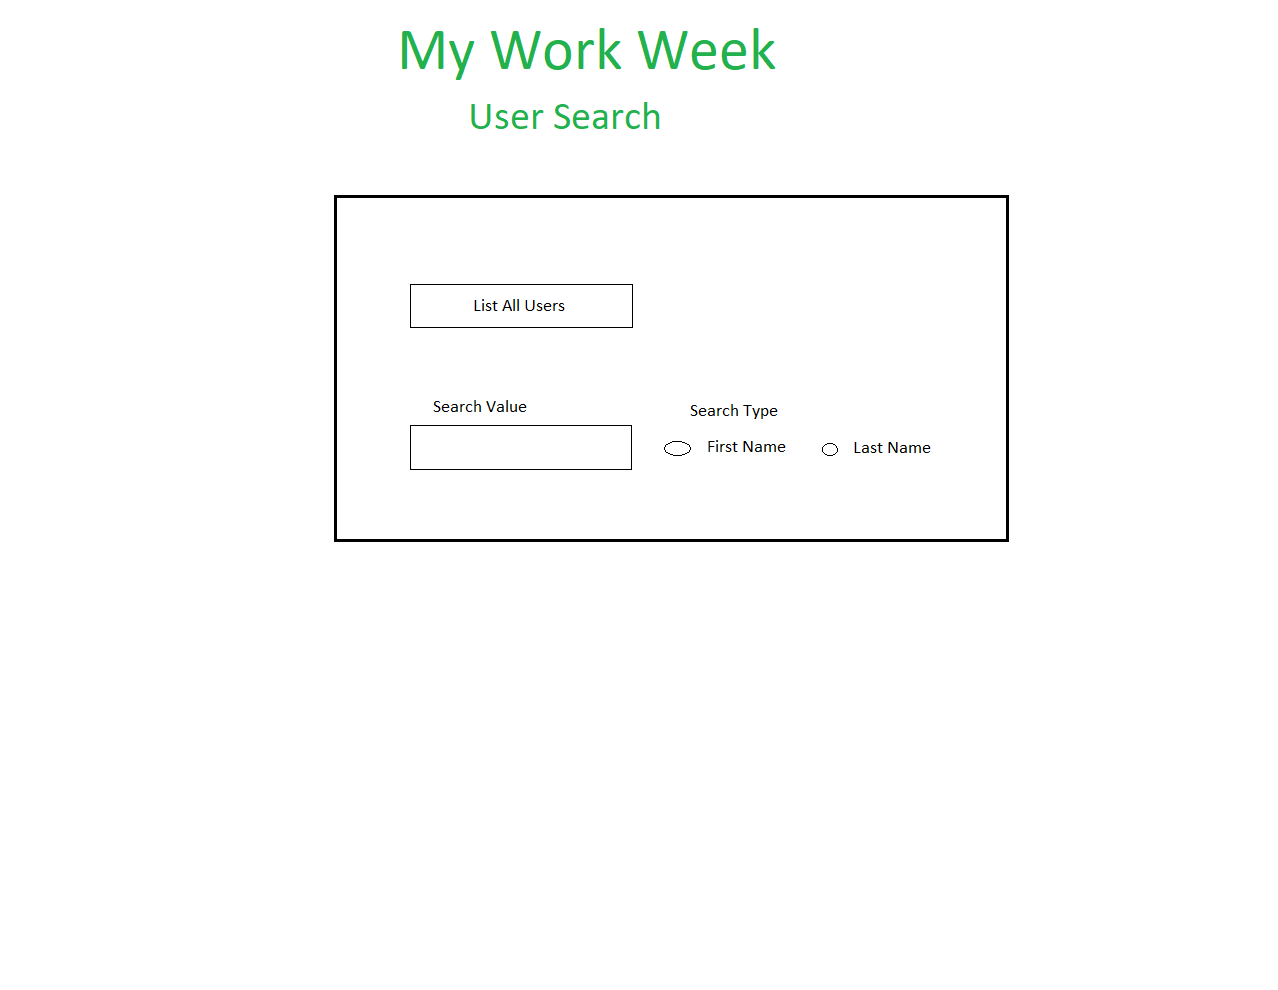 My Work Week
User Search
List All Users
Search Value
Search Type
First Name
Last Name